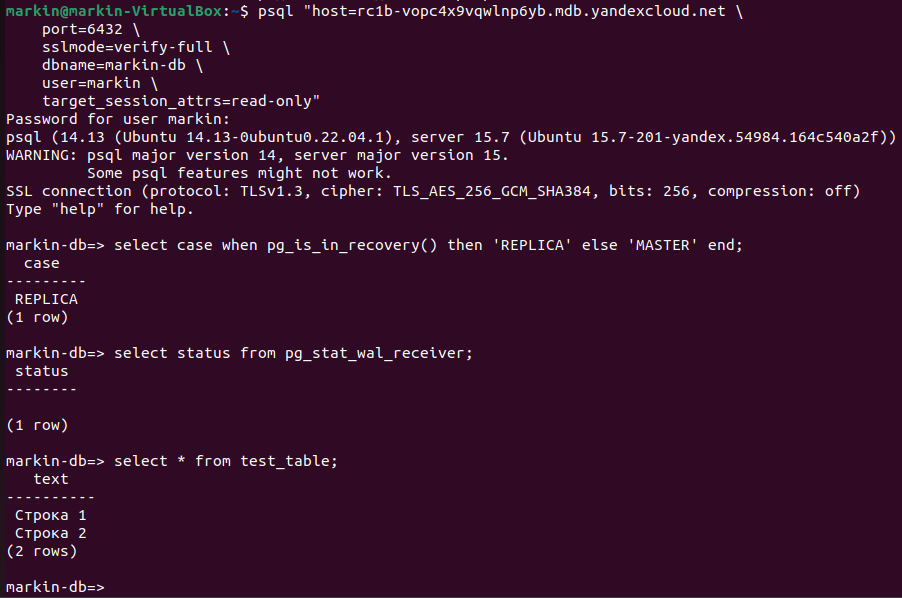 markin@markin-VirtualBox:~$ psql "host=rc1b-vopc4x9vqwlnp6yb.mdb.yandexcloud.net \
    port=6432 \
    sslmode=verify-full \
    dbname=markin-db \
    user=markin \
    target_session_attrs=read-only"
Password for user markin:
psql (14.13 (Ubuntu 14.13-0ubuntu0.22.04.1), server 15.7 (Ubuntu 15.7-201-yandex.54984.164c540a2f))
WARNING: psql major version 14, server major version 15.
         Some psql features might not work.
SSL connection (protocol: TLSv1.3, cipher: TLS_AES_256_GCM_SHA384, bits: 256, compression: off)
Type "help" for help.

markin-db=> select case when pg_is_in_recovery() then 'REPLICA' else 'MASTER' end;
  case
---------
 REPLICA
(1 row)

markin-db=> select status from pg_stat_wal_receiver;
 status
--------

(1 row)

markin-db=> select * from test_table;
   text
----------
 Строка 1
 Строка 2
(2 rows)

markin-db=>